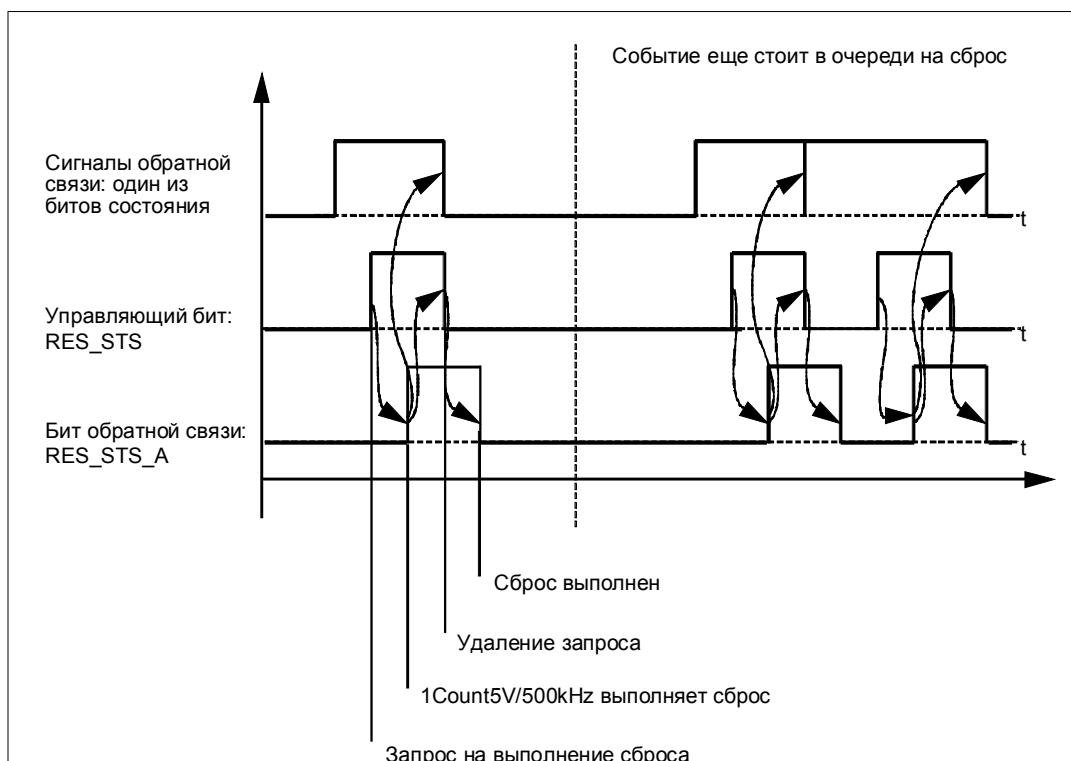 Событие еще стоит в очереди на сброс
Сигналы обратной
связи: один из
битов состояния
t
Управляющий бит:
RES_STS
t
Бит обратной связи:
RES_STS_A
t
Сброс выполнен
Удаление запроса
1Count5V/500kHz выполняет сброс
Запрос на выполнение сброса